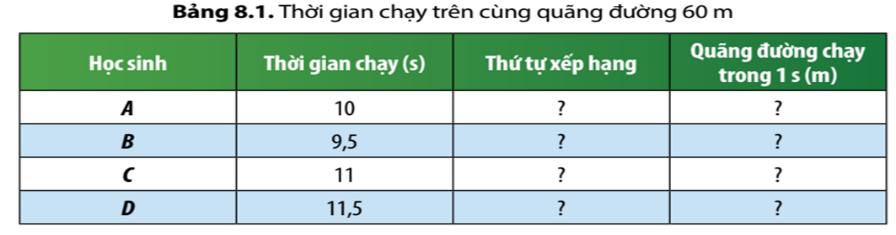 Bảng 8.1. Thời gian chạy trên cùng quãng đường 60 m
Học sinh Thời gian chạy (s) Thứ tự xếp hạng Quãng đường chạy trong 1 s (m)
A 10 ? ?
B 9,5 ? ?
C 11 ? ?
D 11,5 ? ?